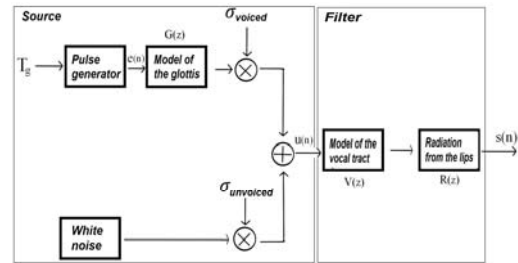 Source
Filter
σvoiced
G(z)
Tg
Pulse
generator
e(n)
Model of
the glottis
u(n)
Model of the
vocal tract
V(z)
Radiation
from the lips
R(z)
s(n)
σunvoiced
White
noise